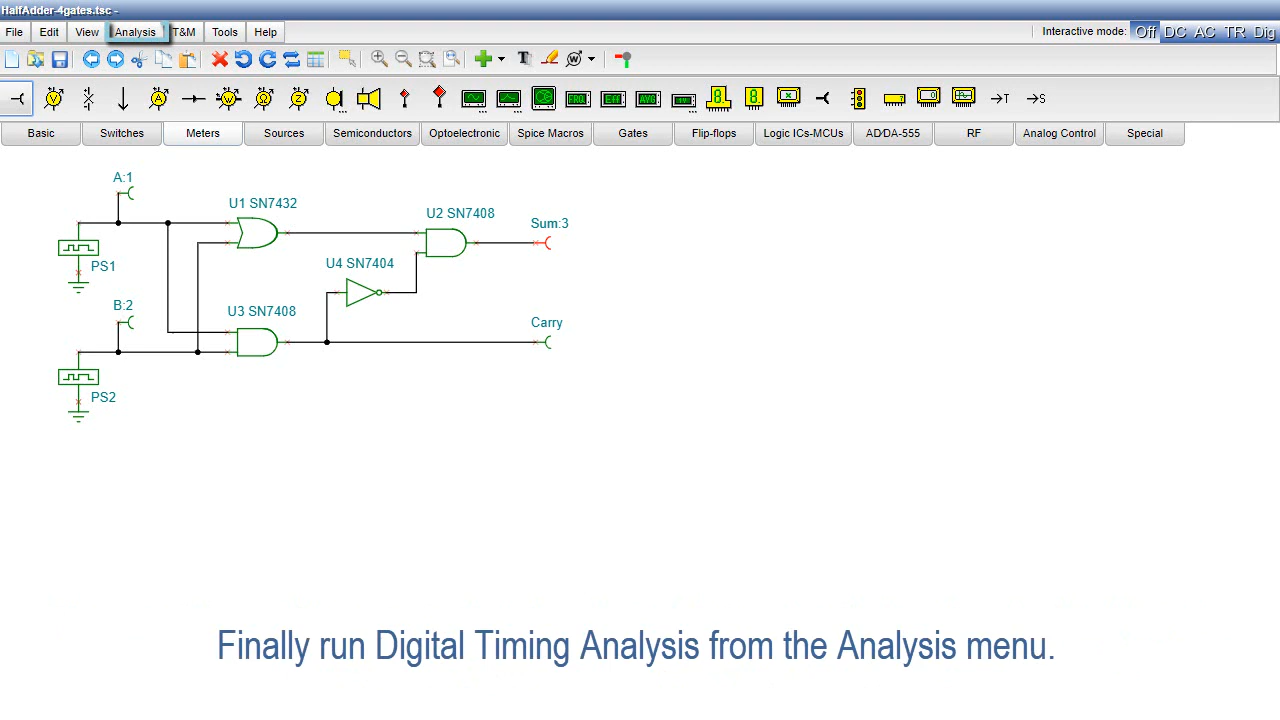 HalfAdder-4gates.tsc -
File Edit View Analysis T&M Tools Help Interactive mode: Off DC AC TR Dig
Basic Switches Meters Sources Semiconductors Optoelectronic Spice Macros Gates Flip-flops Logic ICs-MCUs AD/DA-555 RF Analog Control Special
A:1
U1 SN7432
U2 SN7408
Sum:3
PS1
U4 SN7404
B:2
U3 SN7408
Carry
PS2
Finally run Digital Timing Analysis from the Analysis menu.